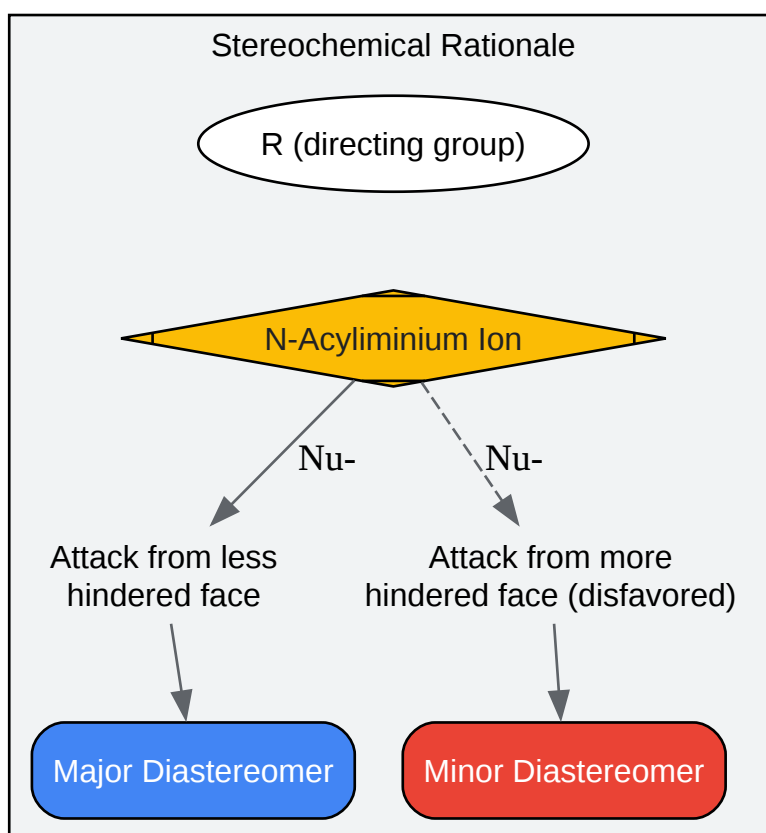 Stereochemical Rationale
R (directing group)
N-Acyliminium Ion
Nu-
Nu-
Attack from less
hindered face
Attack from more
hindered face (disfavored)
Major Diastereomer
Minor Diastereomer